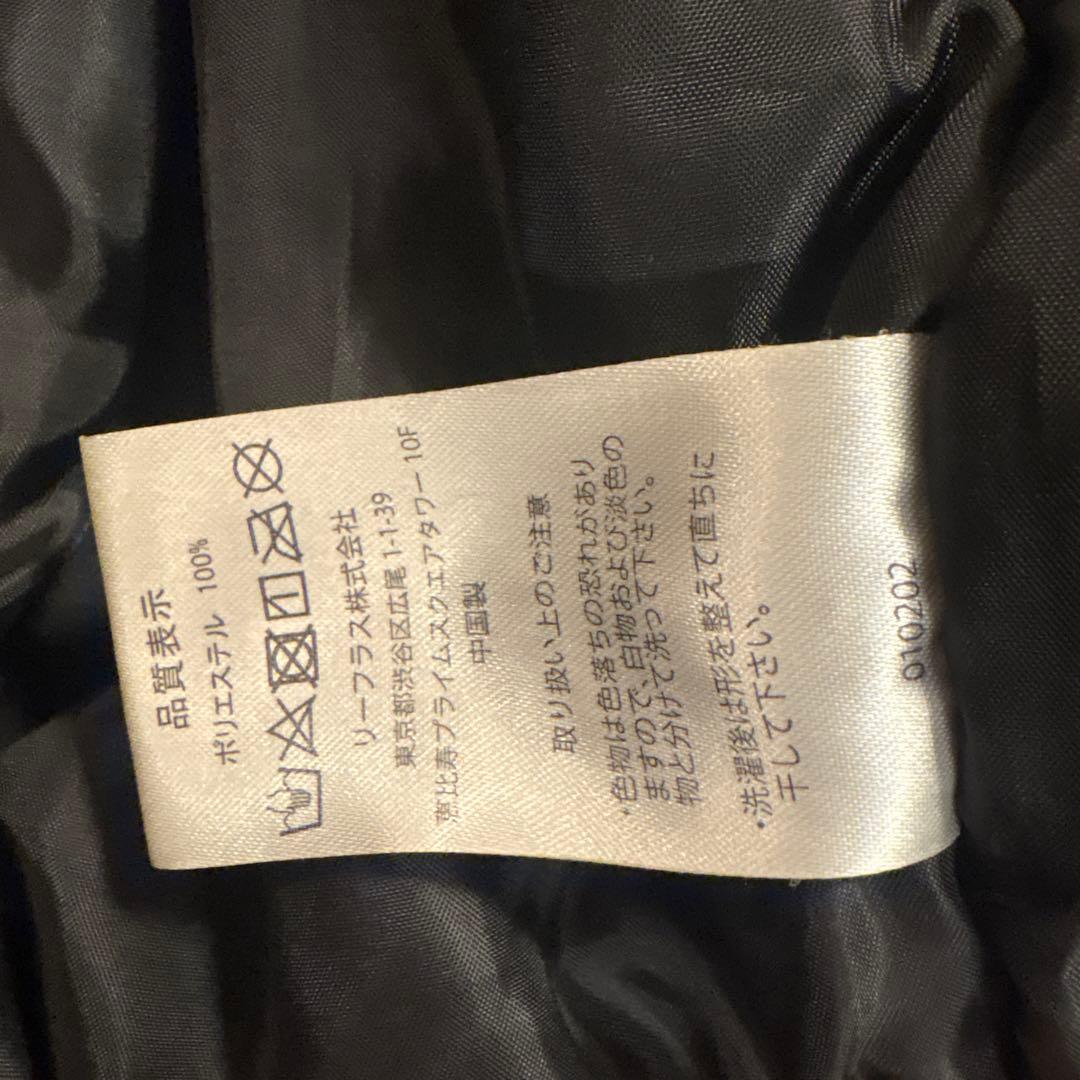 品質表示
ポリエステル 100%
リーフラス株式会社
東京都渋谷区広尾 1-1-39
恵比寿プライムスクエアタワー 10F
中国製
取り扱い上のご注意
・色物は色落ちの恐れがあり
ますので、白物および淡色の
物と分けて洗って下さい。
・洗濯後は形を整えて直ちに
干して下さい。
010202